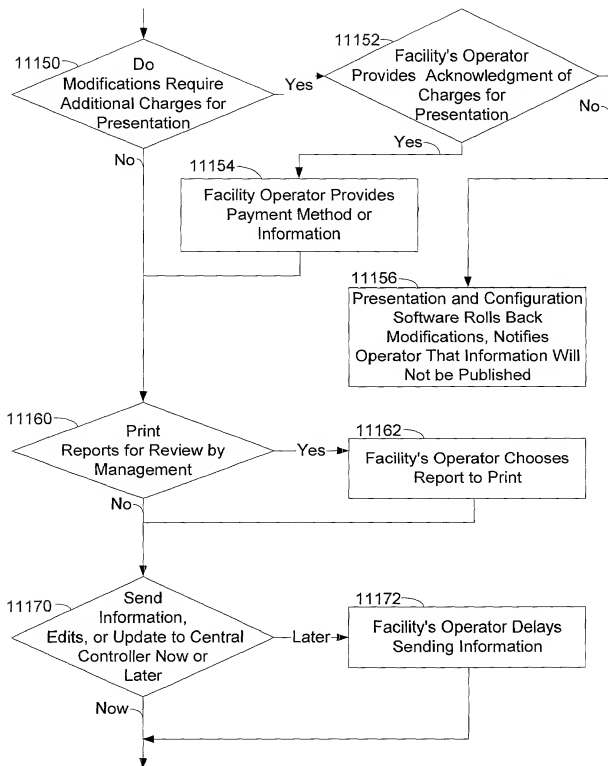 11150
Do
Modifications Require
Additional Charges for
Presentation
Yes
No
11152
Facility's Operator
Provides Acknowledgment of
Charges for
Presentation
No
Yes
11154
Facility Operator Provides
Payment Method or
Information
11156
Presentation and Configuration
Software Rolls Back
Modifications, Notifies
Operator That Information Will
Not be Published
11160
Print
Reports for Review by
Management
Yes
No
11162
Facility's Operator Chooses
Report to Print
11170
Send
Information,
Edits, or Update to Central
Controller Now or
Later
Later
Now
11172
Facility's Operator Delays
Sending Information